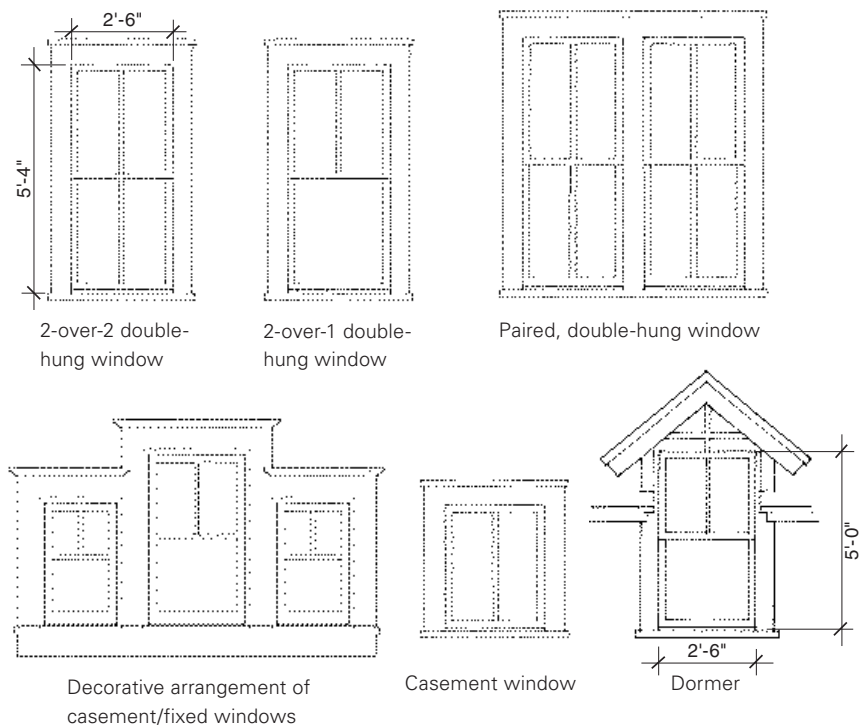 2'-6"
5'-4"
2-over-2 double-
hung window
2-over-1 double-
hung window
Paired, double-hung window
5'-0"
2'-6"
Decorative arrangement of
casement/fixed windows
Casement window
Dormer